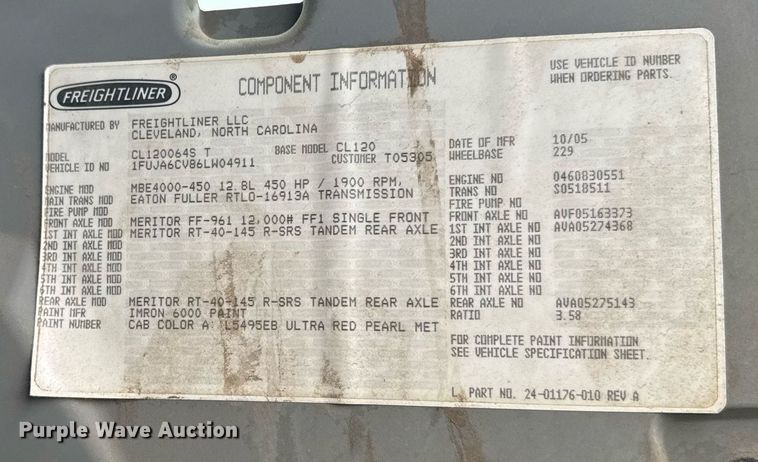 FREIGHTLINER ®
COMPONENT INFORMATION
USE VEHICLE ID NUMBER
WHEN ORDERING PARTS.
MANUFACTURED BY FREIGHTLINER LLC
CLEVELAND, NORTH CAROLINA
MODEL CL120064S T BASE MODEL CL120 DATE OF MFR 10/05
VEHICLE ID NO 1FUJA6CV86LW04911 CUSTOMER T05305 WHEELBASE 229
ENGINE MOD MBE4000-450 12.8L 450 HP / 1900 RPM, ENGINE NO 0460830551
MAIN TRANS MOD EATON FULLER RTLO-16913A TRANSMISSION TRANS NO S0518511
FIRE PUMP MOD FIRE PUMP NO
FRONT AXLE MOD MERITOR FF-961 12,000# FF1 SINGLE FRONT FRONT AXLE NO AVF05163373
1ST INT AXLE MOD MERITOR RT-40-145 R-SRS TANDEM REAR AXLE 1ST INT AXLE NO AVA05274368
2ND INT AXLE MOD 2ND INT AXLE NO
3RD INT AXLE MOD 3RD INT AXLE NO
4TH INT AXLE MOD 4TH INT AXLE NO
5TH INT AXLE MOD 5TH INT AXLE NO
6TH INT AXLE MOD 6TH INT AXLE NO
REAR AXLE MOD MERITOR RT-40-145 R-SRS TANDEM REAR AXLE REAR AXLE NO AVA05275143
PAINT MFR IMRON 6000 PAINT RATIO 3.58
PAINT NUMBER CAB COLOR A: L5495EB ULTRA RED PEARL MET
FOR COMPLETE PAINT INFORMATION
SEE VEHICLE SPECIFICATION SHEET.
PART NO. 24-01176-010 REV A
Purple Wave Auction